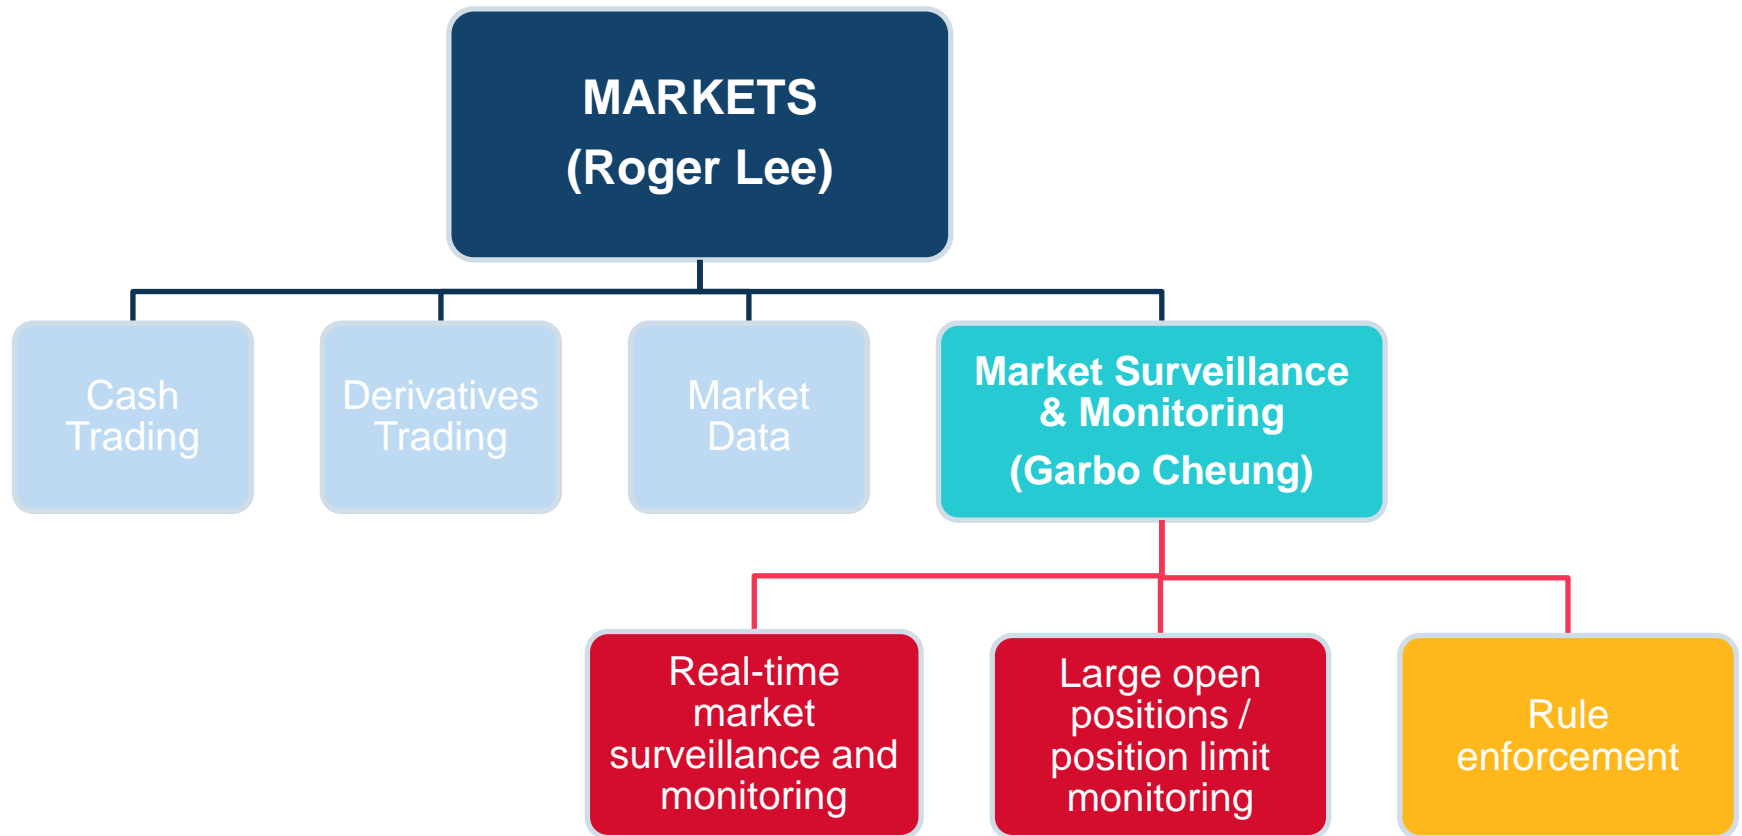 MARKETS
(Roger Lee)
Cash
Trading
Derivatives
Trading
Market
Data
Market Surveillance
& Monitoring
(Garbo Cheung)
Real-time
market
surveillance and
monitoring
Large open
positions /
position limit
monitoring
Rule
enforcement